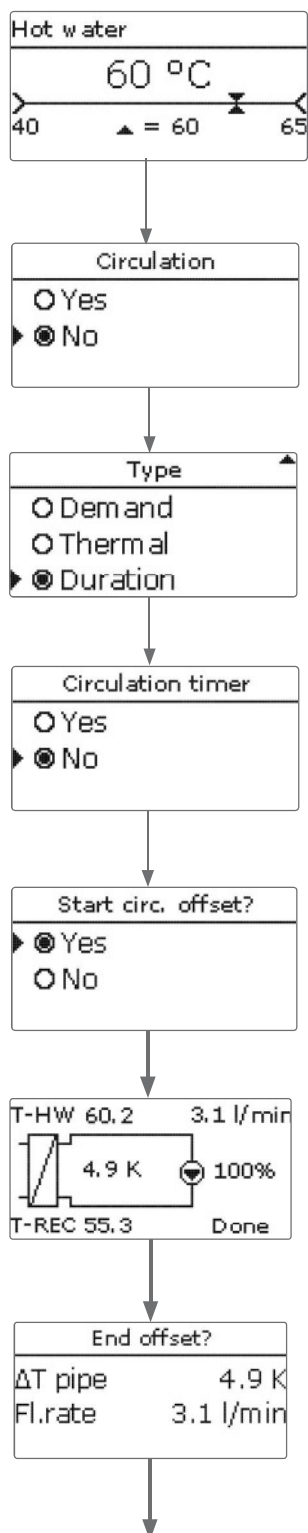 Hot water
60 ºC
40 ▲ = 60 65
Circulation
Yes
No
Type
Demand
Thermal
Duration
Circulation timer
Yes
No
Start circ. offset?
Yes
No
T-HW 60.2 3.1 l/min
4.9 K 100%
T-REC 55.3 Done
End offset?
ΔT pipe 4.9 K
Fl.rate 3.1 l/min